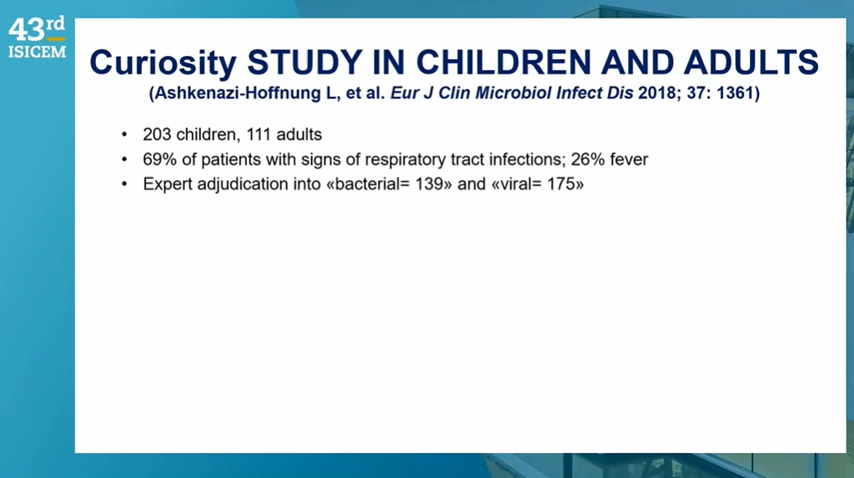 43rd
ISICEM
Curiosity STUDY IN CHILDREN AND ADULTS
(Ashkenazi-Hoffnung L, et al. Eur J Clin Microbiol Infect Dis 2018; 37: 1361)
• 203 children, 111 adults
• 69% of patients with signs of respiratory tract infections; 26% fever
• Expert adjudication into «bacterial= 139» and «viral= 175»